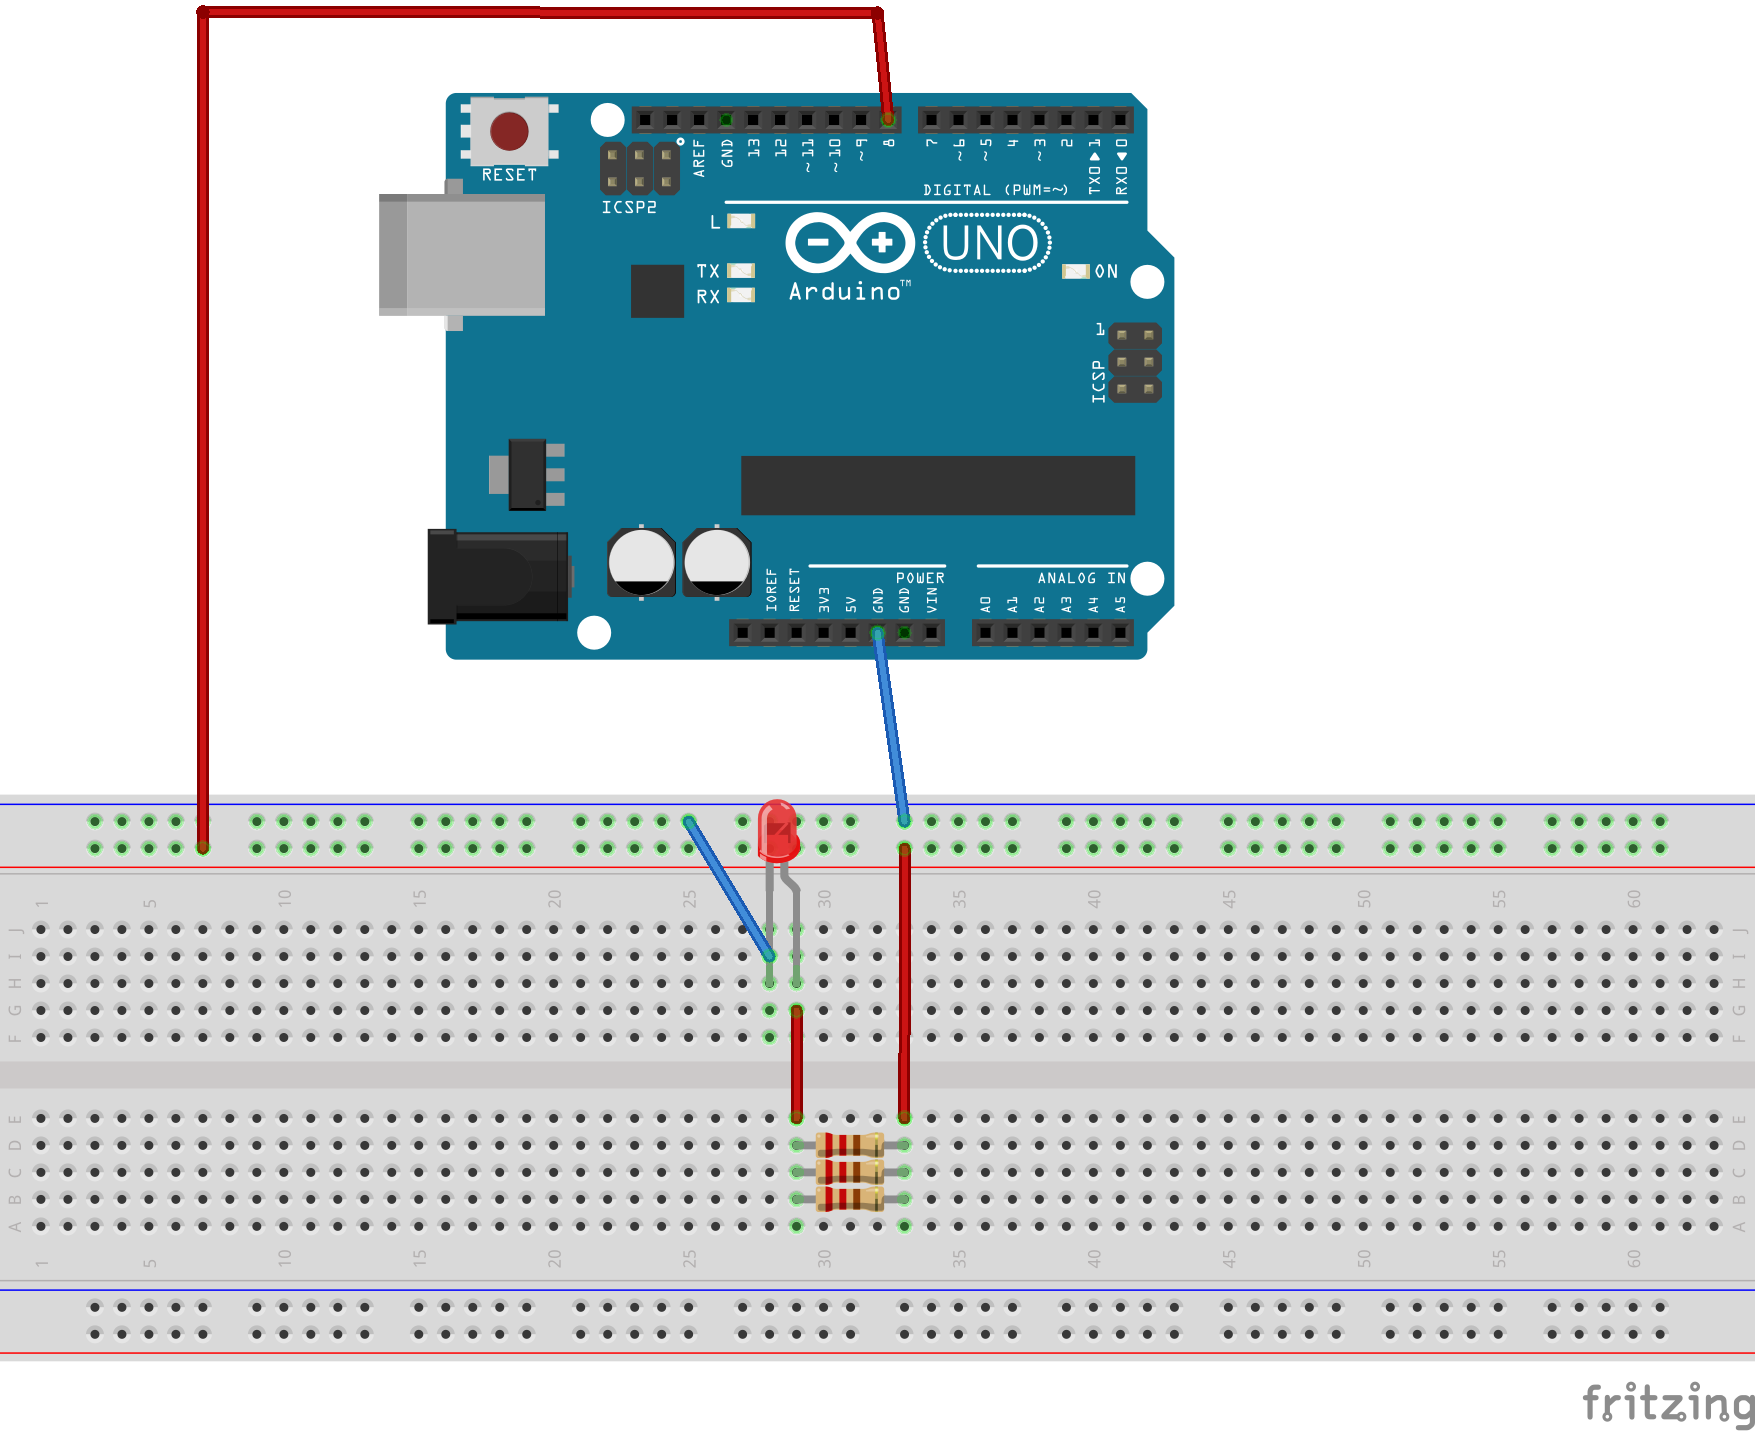 RESET
ICSP2
AREF
GND
13
12
~11
~10
~9
8
7
~6
~5
4
~3
2
TX0▶1
RX0◀0
DIGITAL (PWM=~)
L
TX
RX
UNO
Arduino™
ON
1
ICSP
IOREF
RESET
3V3
5V
GND
GND
VIN
POWER
ANALOG IN
A0
A1
A2
A3
A4
A5
1 5 10 15 20 25 30 35 40 45 50 55 60
J J
I I
H H
G G
F F
E E
D D
C C
B B
A A
1 5 10 15 20 25 30 35 40 45 50 55 60
fritzing